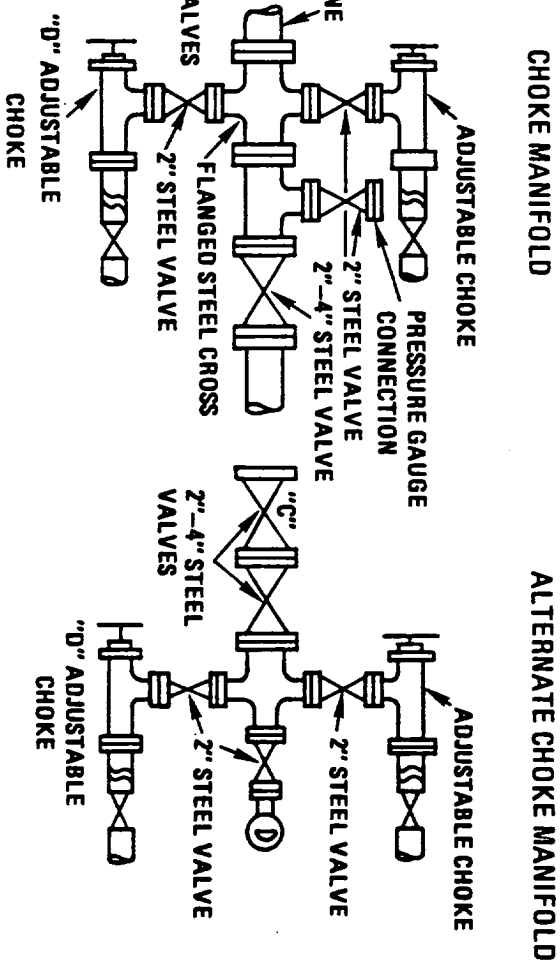 CHOKE MANIFOLD
ADJUSTABLE CHOKE
PRESSURE GAUGE
CONNECTION
2" STEEL VALVE
2"–4" STEEL VALVE
NE
FLANGED STEEL CROSS
ALVES
2" STEEL VALVE
"D" ADJUSTABLE
CHOKE
ALTERNATE CHOKE MANIFOLD
ADJUSTABLE CHOKE
2" STEEL VALVE
"C"
2"–4" STEEL
VALVES
2" STEEL VALVE
"D" ADJUSTABLE
CHOKE